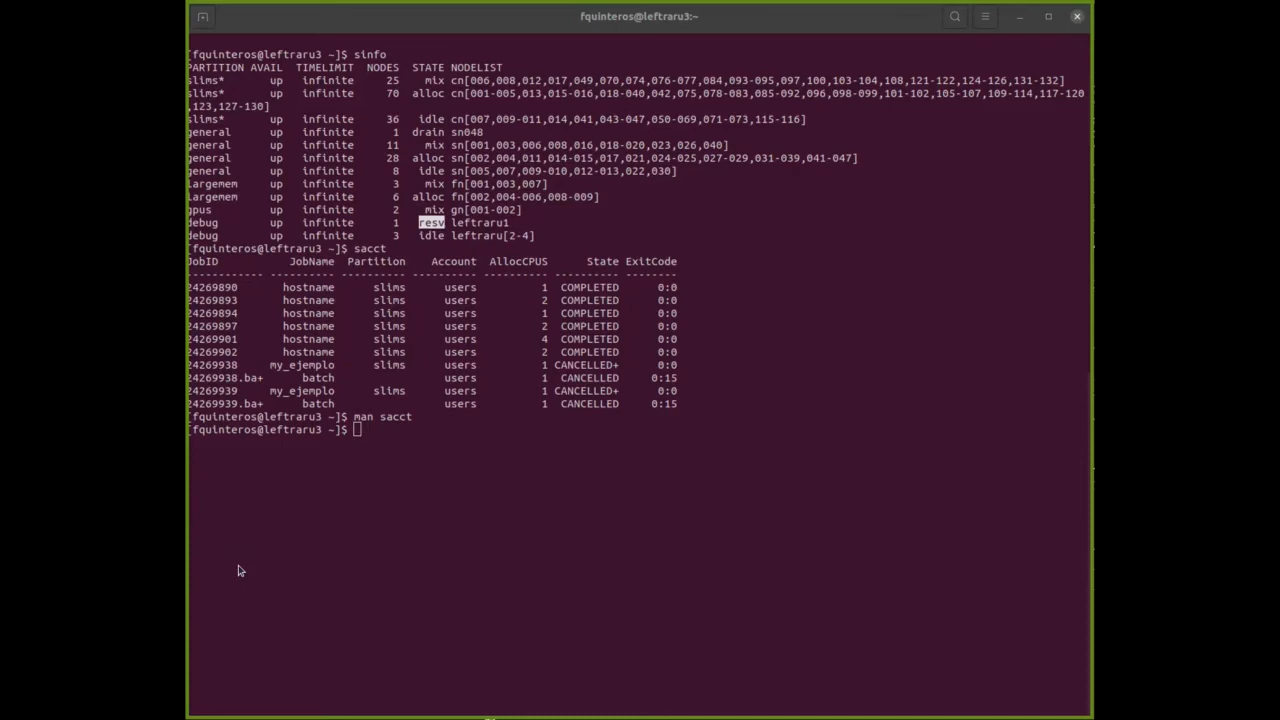 fquinteros@leftraru3:~
[fquinteros@leftraru3 ~]$ sinfo
PARTITION AVAIL  TIMELIMIT  NODES  STATE NODELIST
slims*       up   infinite     25    mix cn[006,008,012,017,049,070,074,076-077,084,093-095,097,100,103-104,108,121-122,124-126,131-132]
slims*       up   infinite     70  alloc cn[001-005,013,015-016,018-040,042,075,078-083,085-092,096,098-099,101-102,105-107,109-114,117-120
,123,127-130]
slims*       up   infinite     36   idle cn[007,009-011,014,041,043-047,050-069,071-073,115-116]
general      up   infinite      1  drain sn048
general      up   infinite     11    mix sn[001,003,006,008,016,018-020,023,026,040]
general      up   infinite     28  alloc sn[002,004,011,014-015,017,021,024-025,027-029,031-039,041-047]
general      up   infinite      8   idle sn[005,007,009-010,012-013,022,030]
largemem     up   infinite      3    mix fn[001,003,007]
largemem     up   infinite      6  alloc fn[002,004-006,008-009]
gpus         up   infinite      2    mix gn[001-002]
debug        up   infinite      1   resv leftraru1
debug        up   infinite      3   idle leftraru[2-4]
[fquinteros@leftraru3 ~]$ sacct
JobID           JobName  Partition    Account  AllocCPUS      State ExitCode
------------ ---------- ---------- ---------- ---------- ---------- --------
24269890       hostname      slims      users          1  COMPLETED      0:0
24269893       hostname      slims      users          2  COMPLETED      0:0
24269894       hostname      slims      users          1  COMPLETED      0:0
24269897       hostname      slims      users          2  COMPLETED      0:0
24269901       hostname      slims      users          4  COMPLETED      0:0
24269902       hostname      slims      users          2  COMPLETED      0:0
24269938     my_ejemplo      slims      users          1 CANCELLED+      0:0
24269938.ba+      batch                 users          1  CANCELLED     0:15
24269939     my_ejemplo      slims      users          1 CANCELLED+      0:0
24269939.ba+      batch                 users          1  CANCELLED     0:15
[fquinteros@leftraru3 ~]$ man sacct
[fquinteros@leftraru3 ~]$